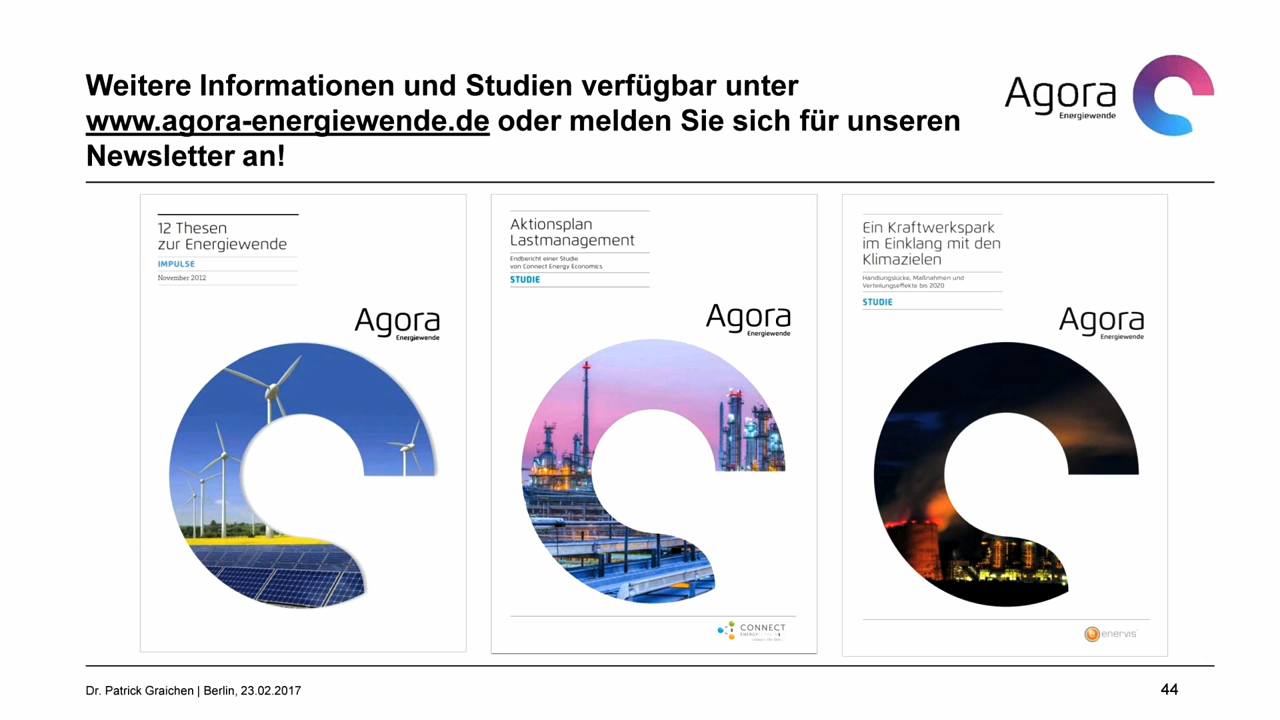 Weitere Informationen und Studien verfügbar unter
www.agora-energiewende.de oder melden Sie sich für unseren
Newsletter an!
Agora
Energiewende
12 Thesen
zur Energiewende
IMPULSE
November 2012
Agora
Energiewende
Aktionsplan
Lastmanagement
Endbericht einer Studie
von Connect Energy Economics
STUDIE
Agora
Energiewende
CONNECT
Ein Kraftwerkspark
im Einklang mit den
Klimazielen
Handlungslücke, Maßnahmen und
Verteilungseffekte bis 2020
STUDIE
Agora
Energiewende
enervis
Dr. Patrick Graichen | Berlin, 23.02.2017
44